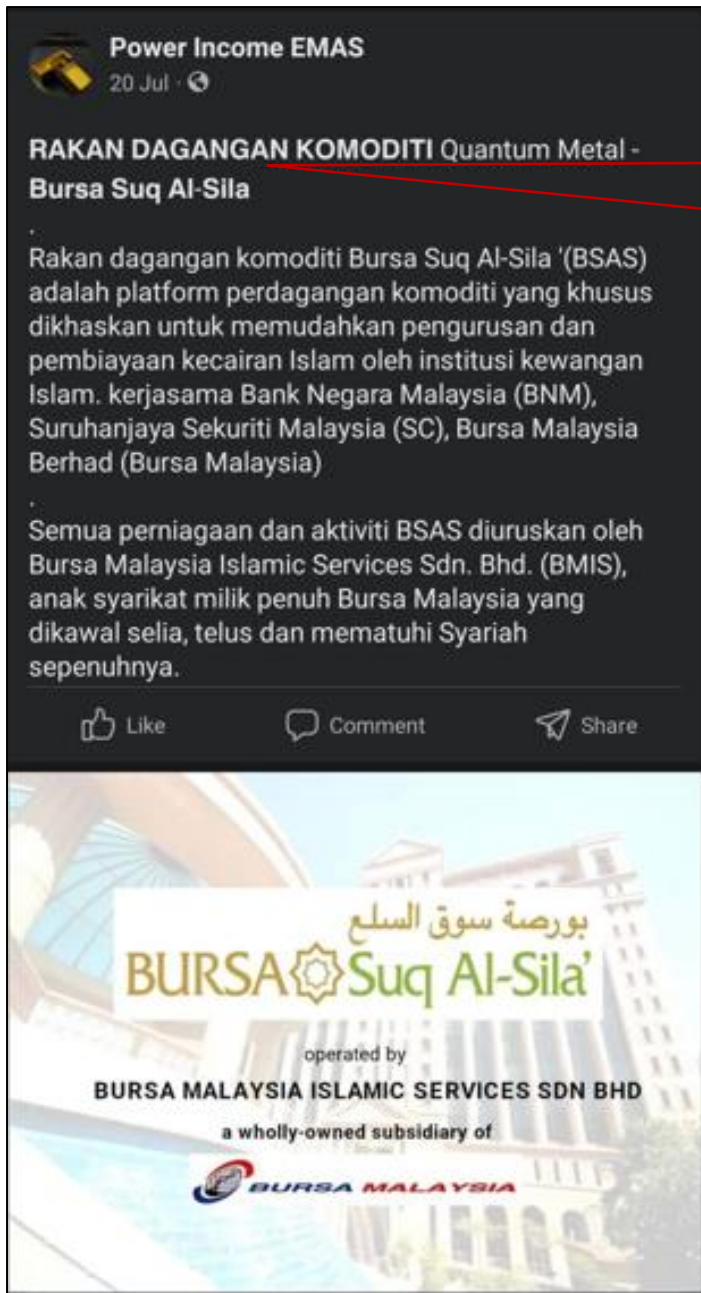 Power Income EMAS
20 Jul ·
RAKAN DAGANGAN KOMODITI Quantum Metal -
Bursa Suq Al-Sila
.
Rakan dagangan komoditi Bursa Suq Al-Sila '(BSAS)
adalah platform perdagangan komoditi yang khusus
dikhaskan untuk memudahkan pengurusan dan
pembiayaan kecairan Islam oleh institusi kewangan
Islam. kerjasama Bank Negara Malaysia (BNM),
Suruhanjaya Sekuriti Malaysia (SC), Bursa Malaysia
Berhad (Bursa Malaysia)
.
Semua perniagaan dan aktiviti BSAS diuruskan oleh
Bursa Malaysia Islamic Services Sdn. Bhd. (BMIS),
anak syarikat milik penuh Bursa Malaysia yang
dikawal selia, telus dan mematuhi Syariah
sepenuhnya.
Like Comment Share
بورصة سوق السلع
BURSA Suq Al-Sila'
operated by
BURSA MALAYSIA ISLAMIC SERVICES SDN BHD
a wholly-owned subsidiary of
BURSA MALAYSIA